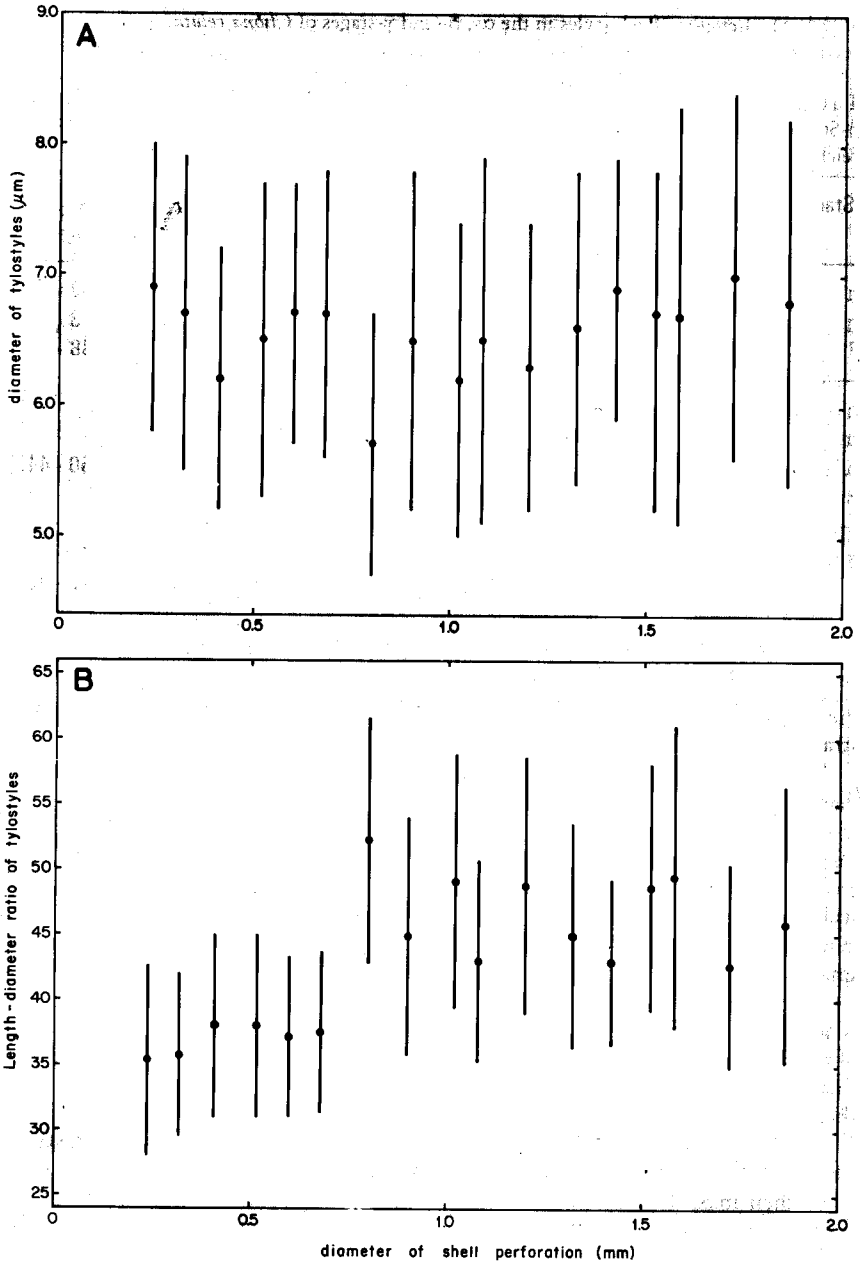 A
9.0
8.0
7.0
6.0
5.0
diameter of tylostyles (μm)
0 0.5 1.0 1.5 2.0
B
65
60
55
50
45
40
35
30
25
Length-diameter ratio of tylostyles
0 0.5 1.0 1.5 2.0
diameter of shell perforation (mm)